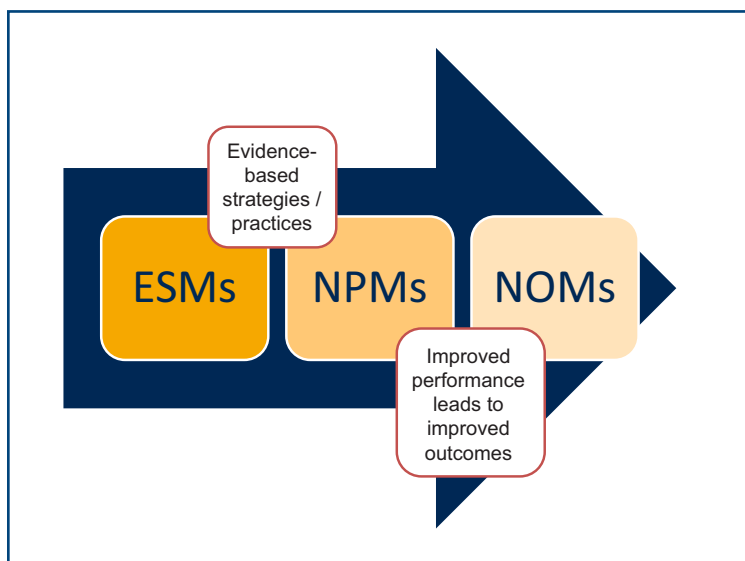 Evidence-
based
strategies /
practices
ESMs
NPMs
NOMs
Improved
performance
leads to
improved
outcomes